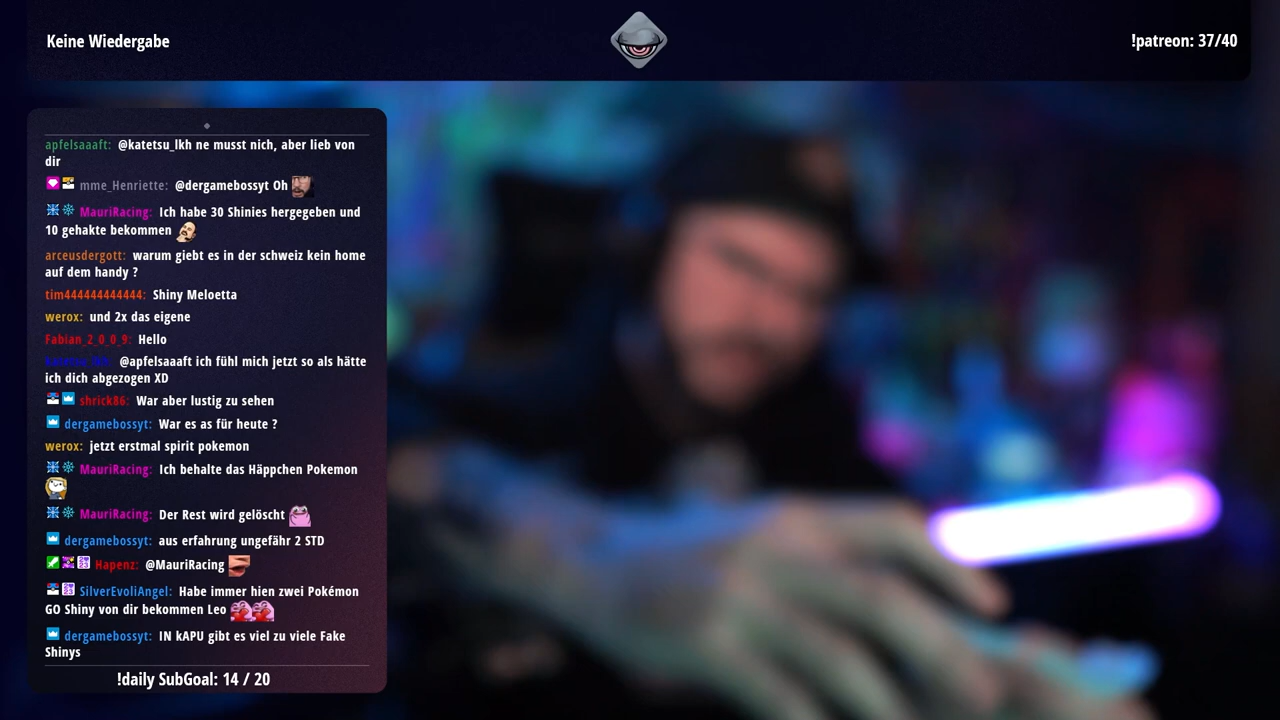 Keine Wiedergabe
!patreon: 37/40
apfelsaaaft: @katetsu_lkh ne musst nich, aber lieb von
dir
mme_Henriette: @dergamebossyt Oh
MauriRacing: Ich habe 30 Shinies hergegeben und
10 gehakte bekommen
arceusdergott: warum giebt es in der schweiz kein home
auf dem handy ?
tim444444444444: Shiny Meloetta
werox: und 2x das eigene
Fabian_2_0_0_9: Hello
@apfelsaaaft ich fühl mich jetzt so als hätte
ich dich abgezogen XD
shrick86: War aber lustig zu sehen
dergamebossyt: War es as für heute ?
werox: jetzt erstmal spirit pokemon
MauriRacing: Ich behalte das Häppchen Pokemon
MauriRacing: Der Rest wird gelöscht
dergamebossyt: aus erfahrung ungefähr 2 STD
Hapenz: @MauriRacing
SilverEvoliAngel: Habe immer hien zwei Pokémon
GO Shiny von dir bekommen Leo
dergamebossyt: IN kAPU gibt es viel zu viele Fake
Shinys
!daily SubGoal: 14 / 20